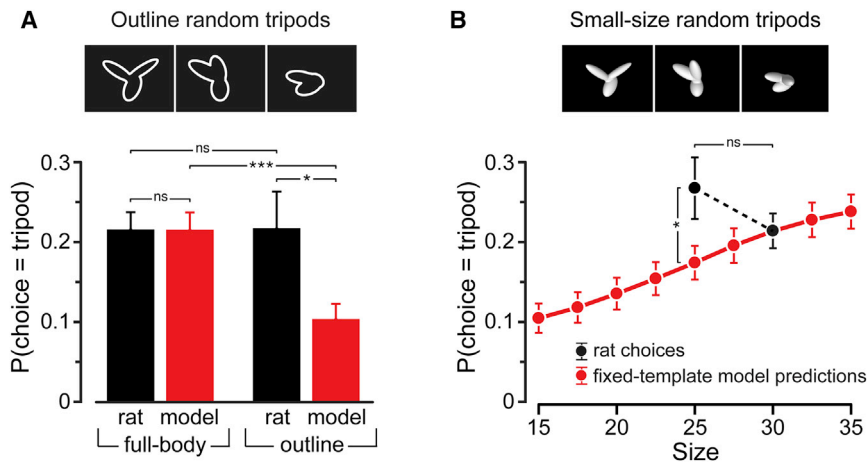 A
Outline random tripods
P(choice = tripod)
0.3
0.2
0.1
0
ns
***
ns
*
rat model rat model
full-body outline
B
Small-size random tripods
P(choice = tripod)
0.3
0.2
0.1
0
ns
*
rat choices
fixed-template model predictions
15 20 25 30 35
Size